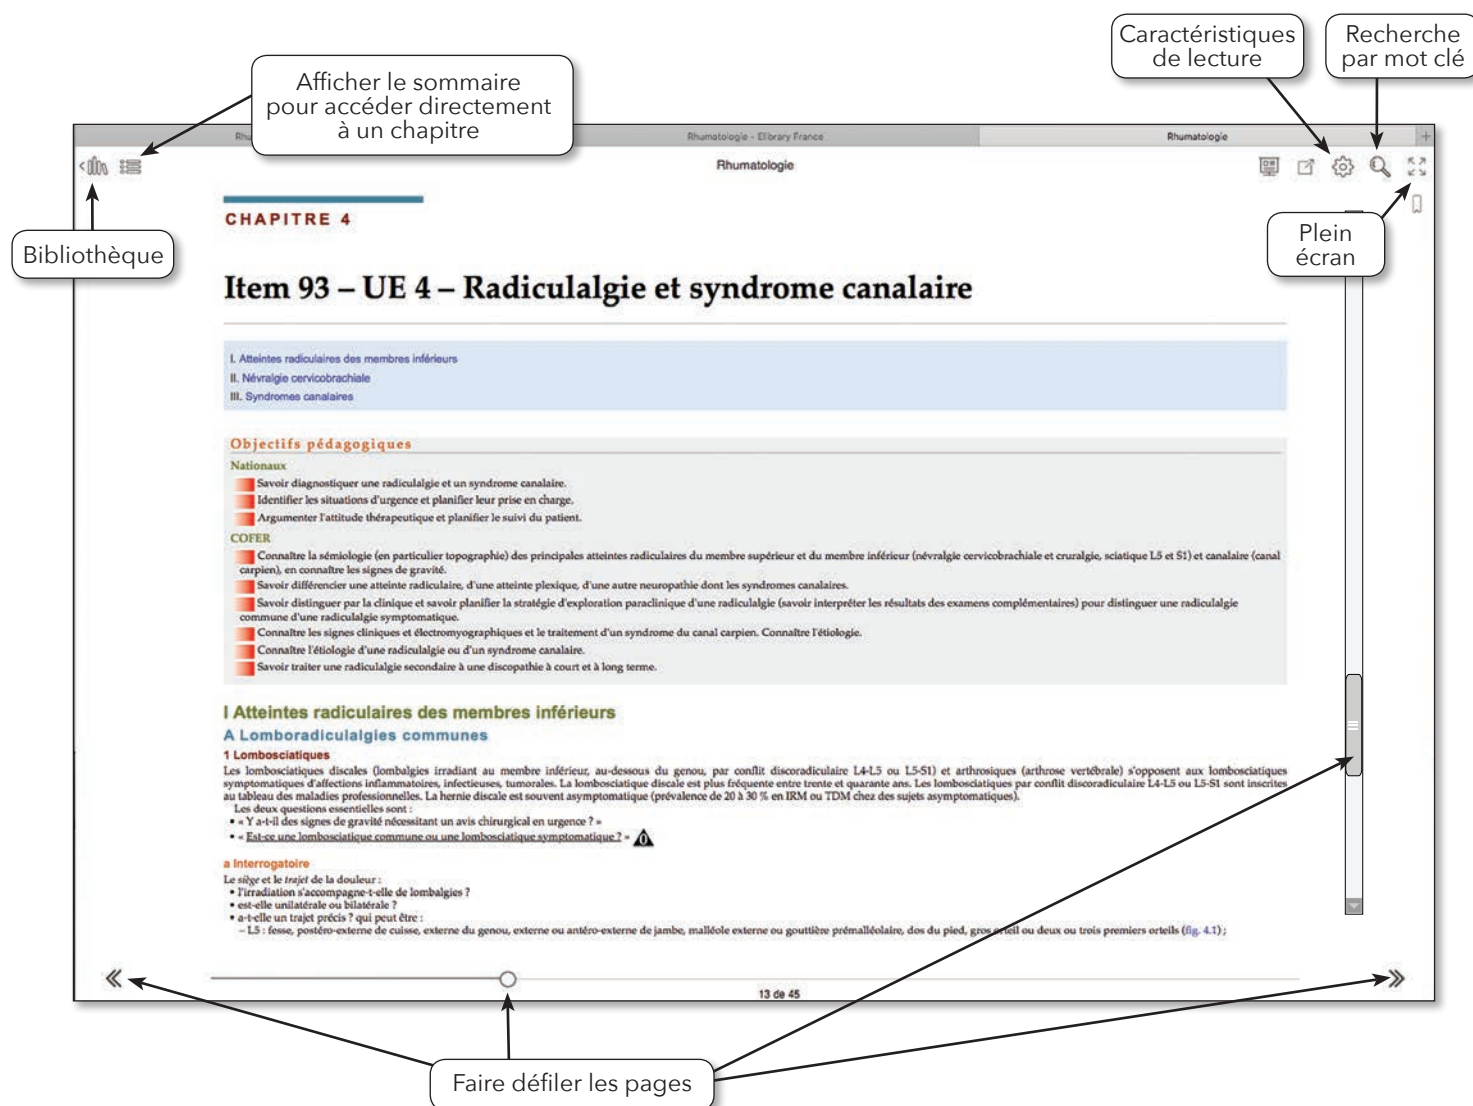 Caractéristiques
de lecture
Recherche
par mot clé
Afficher le sommaire
pour accéder directement
à un chapitre
Rhumatologie - Elibrary France
Rhumatologie
Rhumatologie
Bibliothèque
Plein
écran
CHAPITRE 4
Item 93 – UE 4 – Radiculalgie et syndrome canalaire
I. Atteintes radiculaires des membres inférieurs
II. Névralgie cervicobrachiale
III. Syndromes canalaires
Objectifs pédagogiques
Nationaux
Savoir diagnostiquer une radiculalgie et un syndrome canalaire.
Identifier les situations d'urgence et planifier leur prise en charge.
Argumenter l'attitude thérapeutique et planifier le suivi du patient.
COFER
Connaître la sémiologie (en particulier topographie) des principales atteintes radiculaires du membre supérieur et du membre inférieur (névralgie cervicobrachiale et cruralgie, sciatique L5 et S1) et canalaire (canal
carpien), en connaître les signes de gravité.
Savoir différencier une atteinte radiculaire, d'une atteinte plexique, d'une autre neuropathie dont les syndromes canalaires.
Savoir distinguer par la clinique et savoir planifier la stratégie d'exploration paraclinique d'une radiculalgie (savoir interpréter les résultats des examens complémentaires) pour distinguer une radiculalgie
commune d'une radiculalgie symptomatique.
Connaître les signes cliniques et électromyographiques et le traitement d'un syndrome du canal carpien. Connaître l'étiologie.
Connaître l'étiologie d'une radiculalgie ou d'un syndrome canalaire.
Savoir traiter une radiculalgie secondaire à une discopathie à court et à long terme.
I Atteintes radiculaires des membres inférieurs
A Lomboradiculalgies communes
1 Lombosciatiques
Les lombosciatiques discales (lombalgies irradiant au membre inférieur, au-dessous du genou, par conflit discoradiculaire L4-L5 ou L5-S1) et arthrosiques (arthrose vertébrale) s'opposent aux lombosciatiques
symptomatiques d'affections inflammatoires, infectieuses, tumorales. La lombosciatique discale est plus fréquente entre trente et quarante ans. Les lombosciatiques par conflit discoradiculaire L4-L5 ou L5-S1 sont inscrites
au tableau des maladies professionnelles. La hernie discale est souvent asymptomatique (prévalence de 20 à 30 % en IRM ou TDM chez des sujets asymptomatiques).
Les deux questions essentielles sont :
• « Y a-t-il des signes de gravité nécessitant un avis chirurgical en urgence ? »
• « Est-ce une lombosciatique commune ou une lombosciatique symptomatique ? » 0
a Interrogatoire
Le siège et le trajet de la douleur :
• l'irradiation s'accompagne-t-elle de lombalgies ?
• est-elle unilatérale ou bilatérale ?
• a-t-elle un trajet précis ? qui peut être :
– L5 : fesse, postéro-externe de cuisse, externe du genou, externe ou antéro-externe de jambe, malléole externe ou gouttière prémalléolaire, dos du pied, gros orteil ou deux ou trois premiers orteils (fig. 4.1) ;
13 de 45
Faire défiler les pages